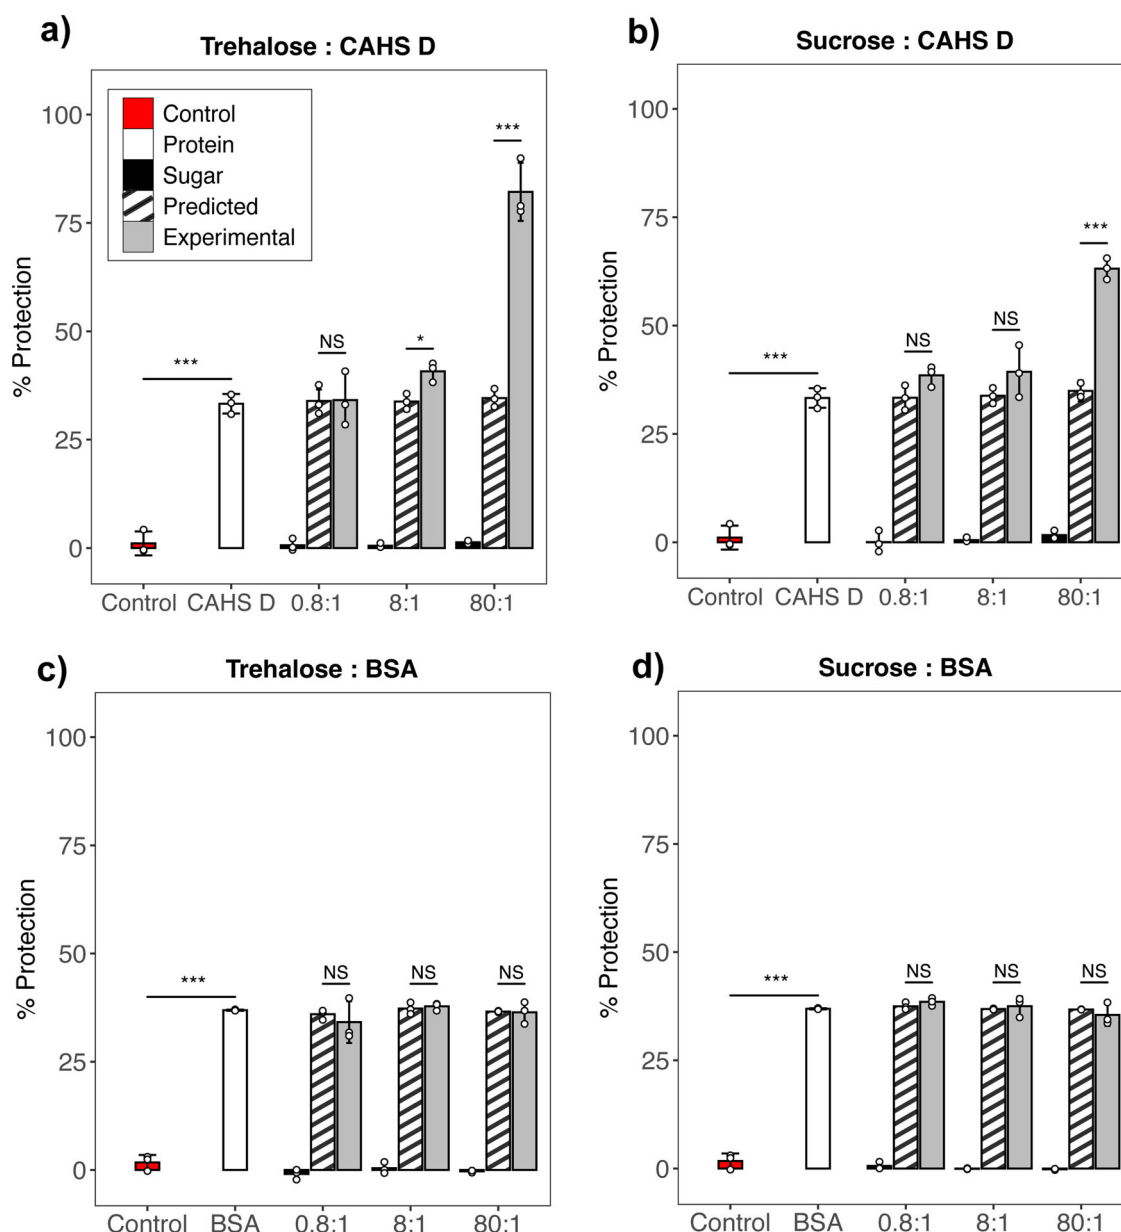 a)
Trehalose : CAHS D
Control
Protein
Sugar
Predicted
Experimental
% Protection
100
75
50
25
0
***
NS
*
***
Control CAHS D 0.8:1 8:1 80:1
b)
Sucrose : CAHS D
% Protection
100
75
50
25
0
***
NS
NS
***
Control CAHS D 0.8:1 8:1 80:1
c)
Trehalose : BSA
% Protection
100
75
50
25
0
***
NS
NS
NS
Control BSA 0.8:1 8:1 80:1
d)
Sucrose : BSA
% Protection
100
75
50
25
0
***
NS
NS
NS
Control BSA 0.8:1 8:1 80:1